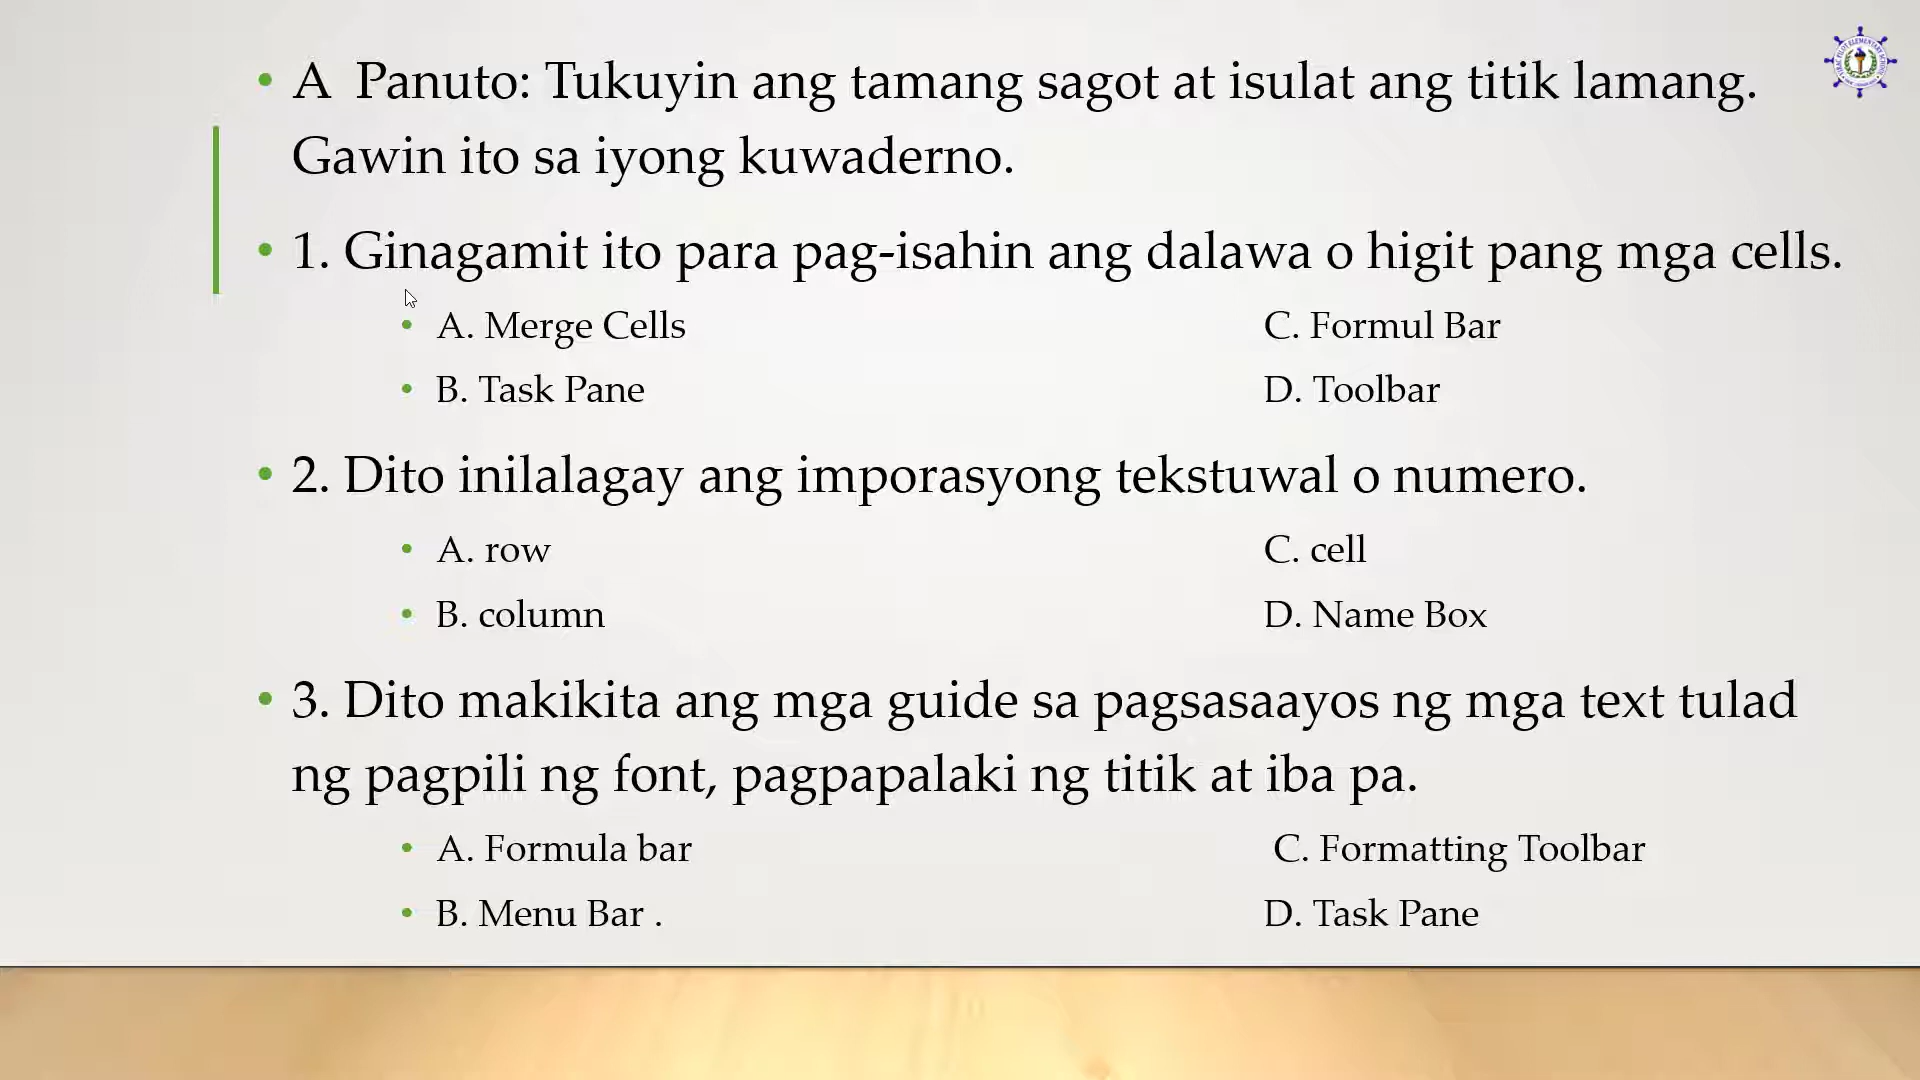 A  Panuto: Tukuyin ang tamang sagot at isulat ang titik lamang.
Gawin ito sa iyong kuwaderno.
1. Ginagamit ito para pag-isahin ang dalawa o higit pang mga cells.
A. Merge Cells C. Formul Bar
B. Task Pane D. Toolbar
2. Dito inilalagay ang imporasyong tekstuwal o numero.
A. row C. cell
B. column D. Name Box
3. Dito makikita ang mga guide sa pagsasaayos ng mga text tulad
ng pagpili ng font, pagpapalaki ng titik at iba pa.
A. Formula bar C. Formatting Toolbar
B. Menu Bar . D. Task Pane